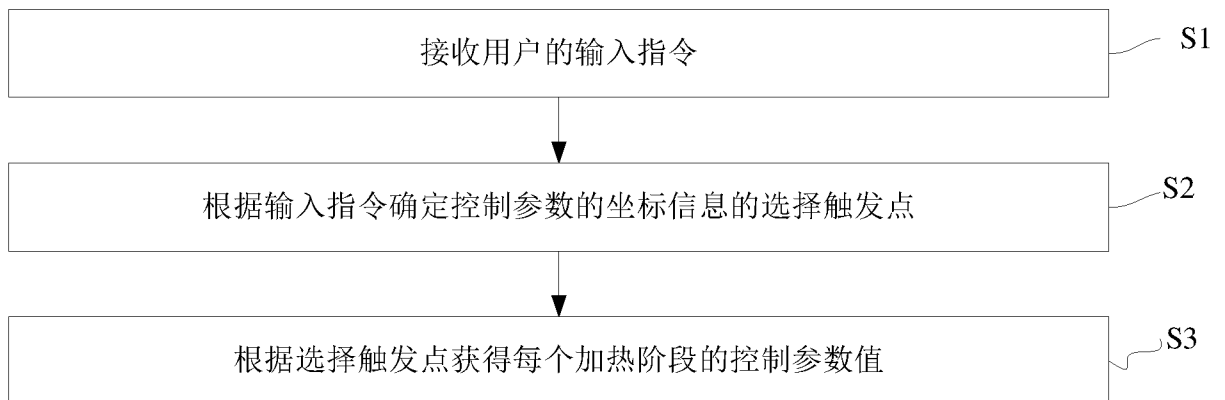 接收用户的输入指令
S1
根据输入指令确定控制参数的坐标信息的选择触发点
S2
根据选择触发点获得每个加热阶段的控制参数值
S3